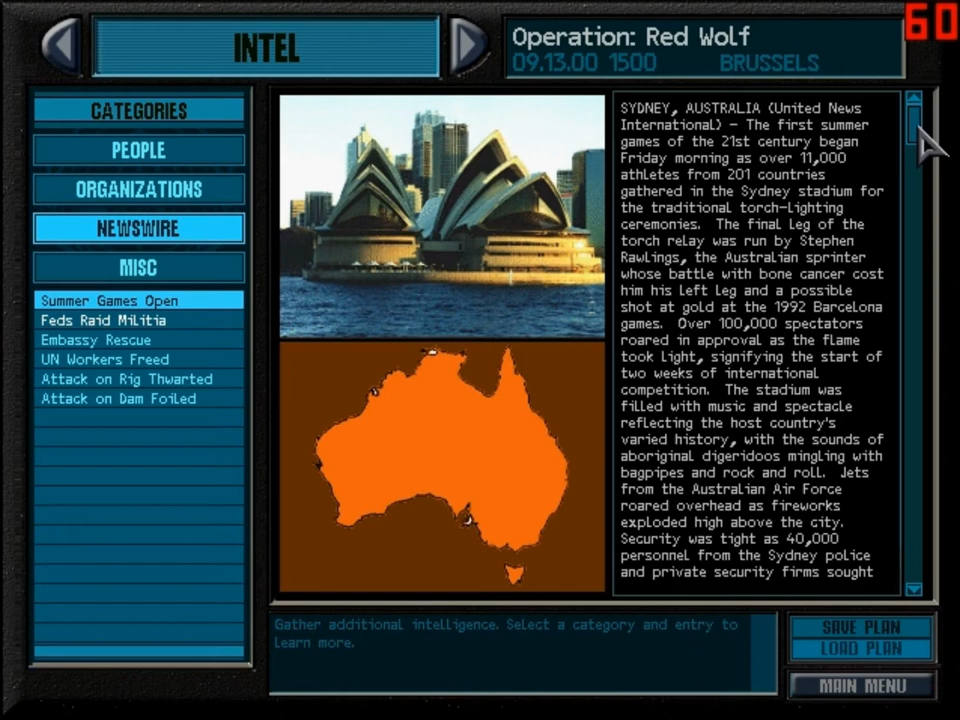 INTEL
Operation: Red Wolf
09.13.00 1500 BRUSSELS
60
CATEGORIES
PEOPLE
ORGANIZATIONS
NEWSWIRE
MISC
Summer Games Open
Feds Raid Militia
Embassy Rescue
UN Workers Freed
Attack on Rig Thwarted
Attack on Dam Foiled
SYDNEY, AUSTRALIA (United News
International) - The first summer
games of the 21st century began
Friday morning as over 11,000
athletes from 201 countries
gathered in the Sydney stadium for
the traditional torch-lighting
ceremonies. The final leg of the
torch relay was run by Stephen
Rawlings, the Australian sprinter
whose battle with bone cancer cost
him his left leg and a possible
shot at gold at the 1992 Barcelona
games. Over 100,000 spectators
roared in approval as the flame
took light, signifying the start of
two weeks of international
competition. The stadium was
filled with music and spectacle
reflecting the host country's
varied history, with the sounds of
aboriginal digeridoos mingling with
bagpipes and rock and roll. Jets
from the Australian Air Force
roared overhead as fireworks
exploded high above the city.
Security was tight as 40,000
personnel from the Sydney police
and private security firms sought
Gather additional intelligence. Select a category and entry to
learn more.
SAVE PLAN
LOAD PLAN
MAIN MENU